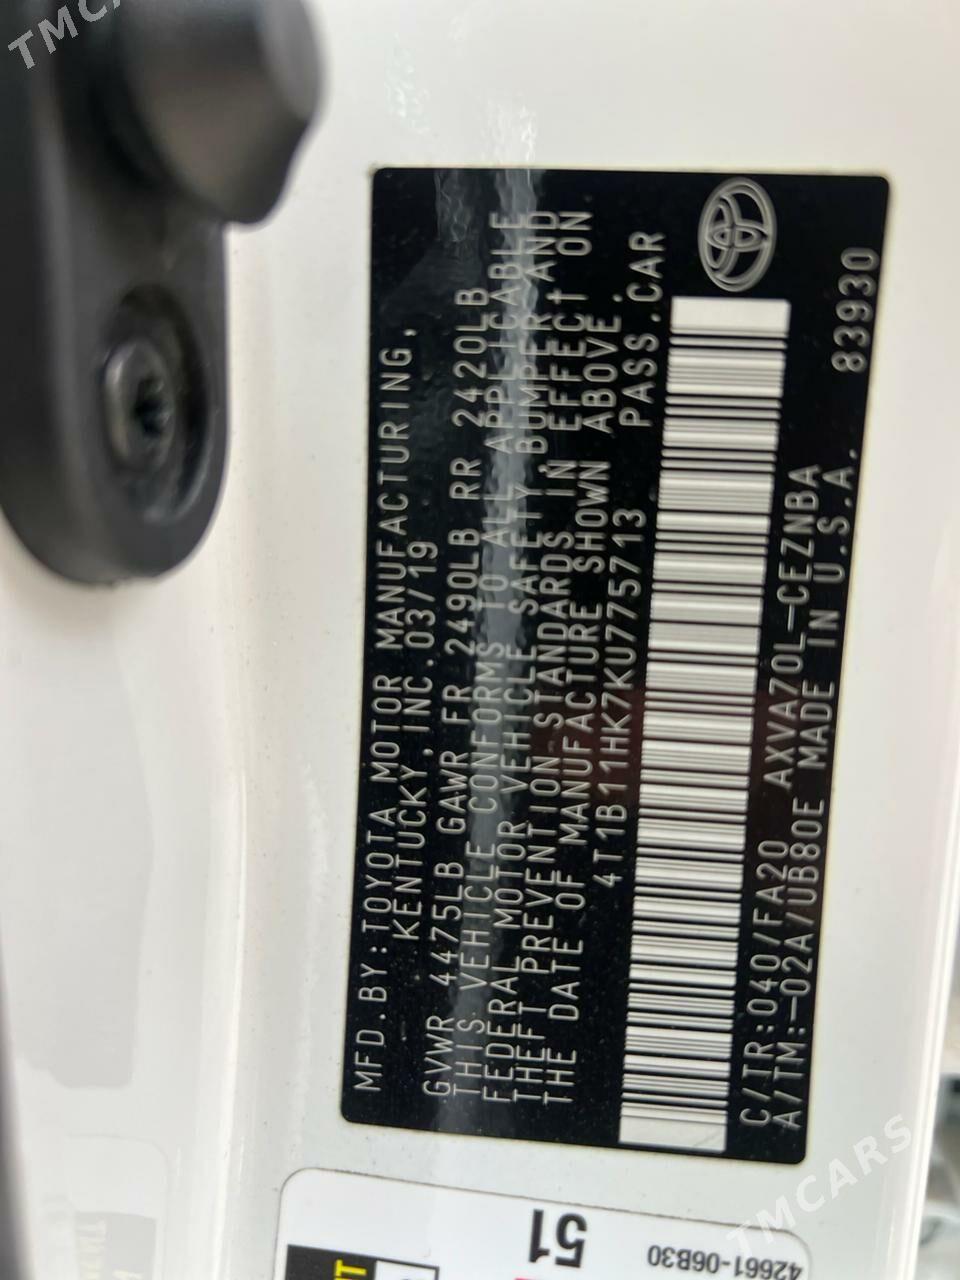 TMCARS
MFD.BY:TOYOTA MOTOR MANUFACTURING,
KENTUCKY,INC.03/19
GVWR 4475LB GAWR FR 2490LB RR 2420LB
THIS VEHICLE CONFORMS TO ALL APPLICABLE
FEDERAL MOTOR VEHICLE SAFETY,BUMPER,AND
THEFT PREVENTION STANDARDS IN EFFECT ON
THE DATE OF MANUFACTURE SHOWN ABOVE.
4T1B11HK7KU775713 PASS.CAR
C/TR:040/FA20 AXVA70L-CEZNBA
A/TM:-02A/UB80E MADE IN U.S.A. 83930
51
42661-06B30
TMCARS